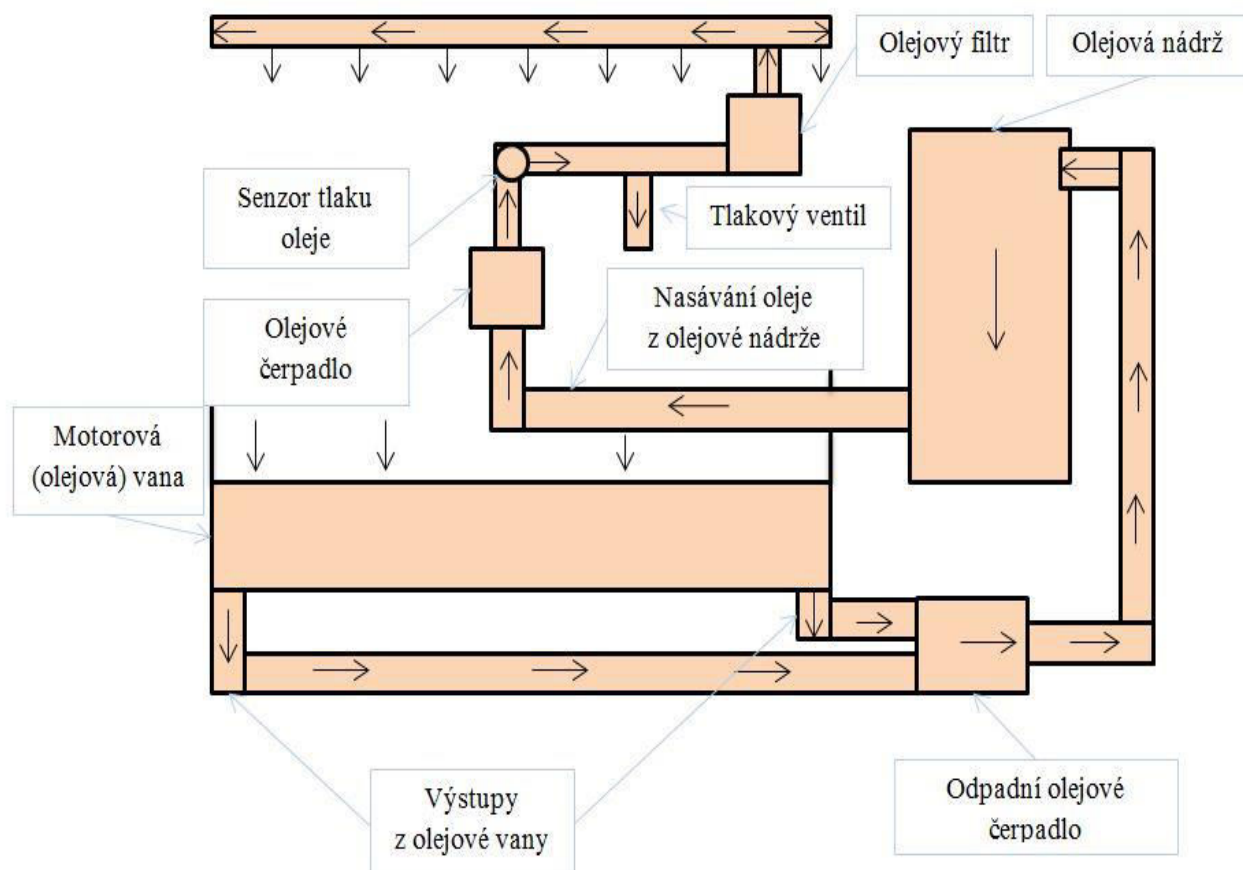 Olejový filtr
Olejová nádrž
Senzor tlaku
oleje
Tlakový ventil
Nasávání oleje
z olejové nádrže
Olejové
čerpadlo
Motorová
(olejová) vana
Výstupy
z olejové vany
Odpadní olejové
čerpadlo